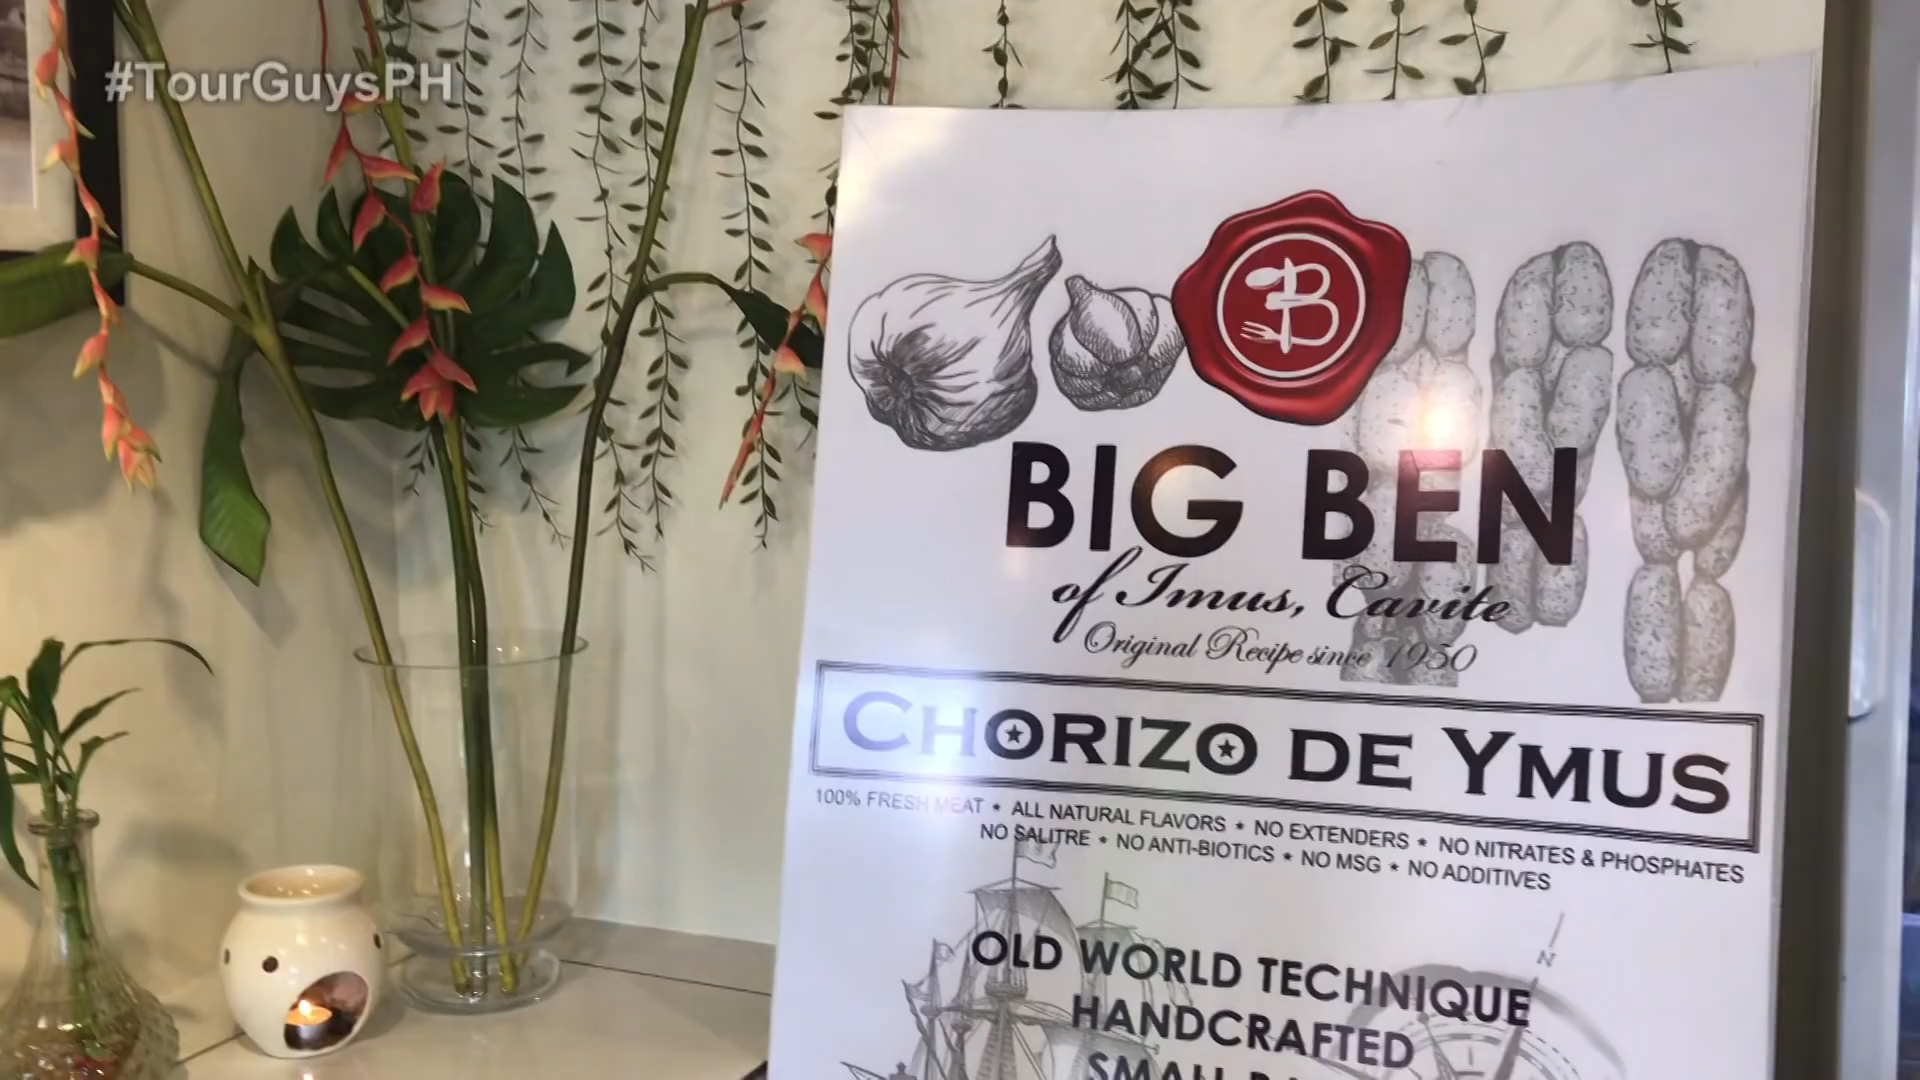 #TourGuysPH
B
BIG BEN
of Imus, Cavite
Original Recipe since 1950
CHORIZO DE YMUS
100% FRESH MEAT * ALL NATURAL FLAVORS * NO EXTENDERS * NO NITRATES & PHOSPHATES
NO SALITRE * NO ANTI-BIOTICS * NO MSG * NO ADDITIVES
N
OLD WORLD TECHNIQUE
HANDCRAFTED
SMALL